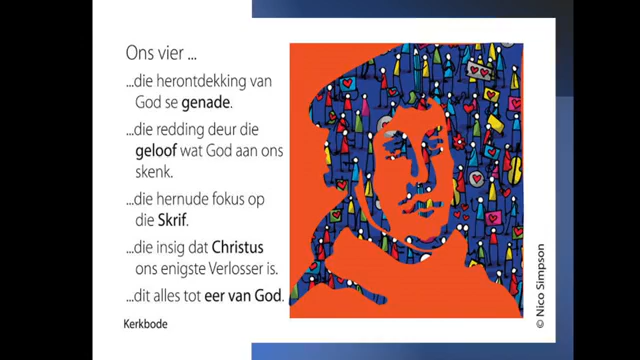 Ons vier ...
...die herontdekking van
God se genade.
...die redding deur die
geloof wat God aan ons
skenk.
...die hernude fokus op
die Skrif.
...die insig dat Christus
ons enigste Verlosser is.
...dit alles tot eer van God.
Kerkbode
© Nico Simpson